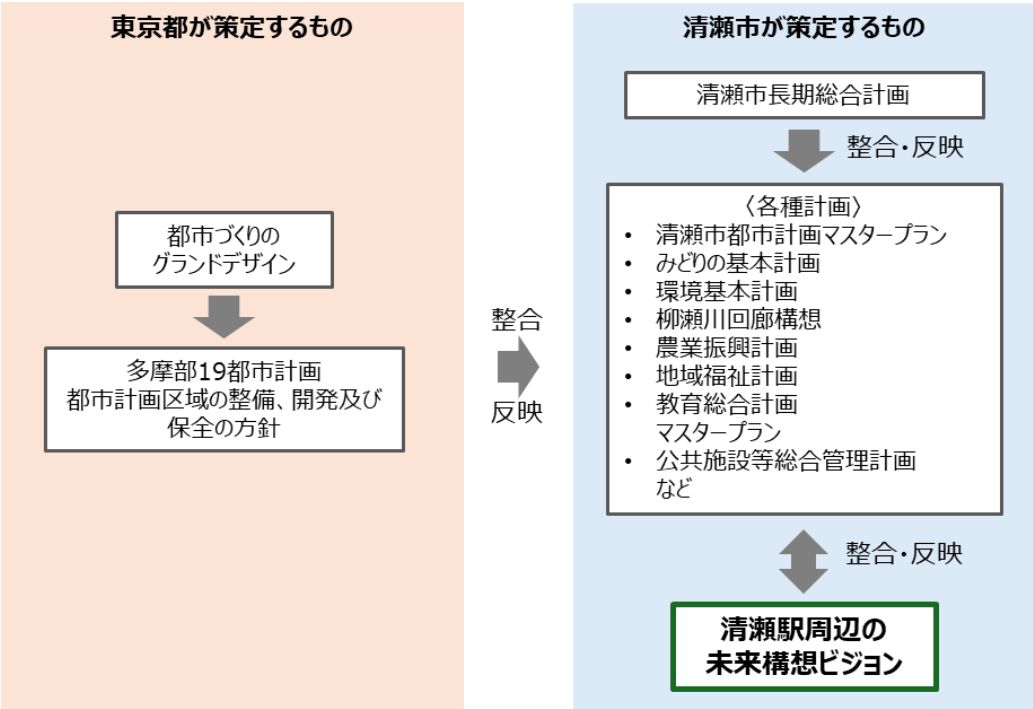 東京都が策定するもの
都市づくりの
グランドデザイン
多摩部19都市計画
都市計画区域の整備、開発及び
保全の方針
整合
反映
清瀬市が策定するもの
清瀬市長期総合計画
整合・反映
〈各種計画〉
• 清瀬市都市計画マスタープラン
• みどりの基本計画
• 環境基本計画
• 柳瀬川回廊構想
• 農業振興計画
• 地域福祉計画
• 教育総合計画
マスタープラン
• 公共施設等総合管理計画
など
整合・反映
清瀬駅周辺の
未来構想ビジョン